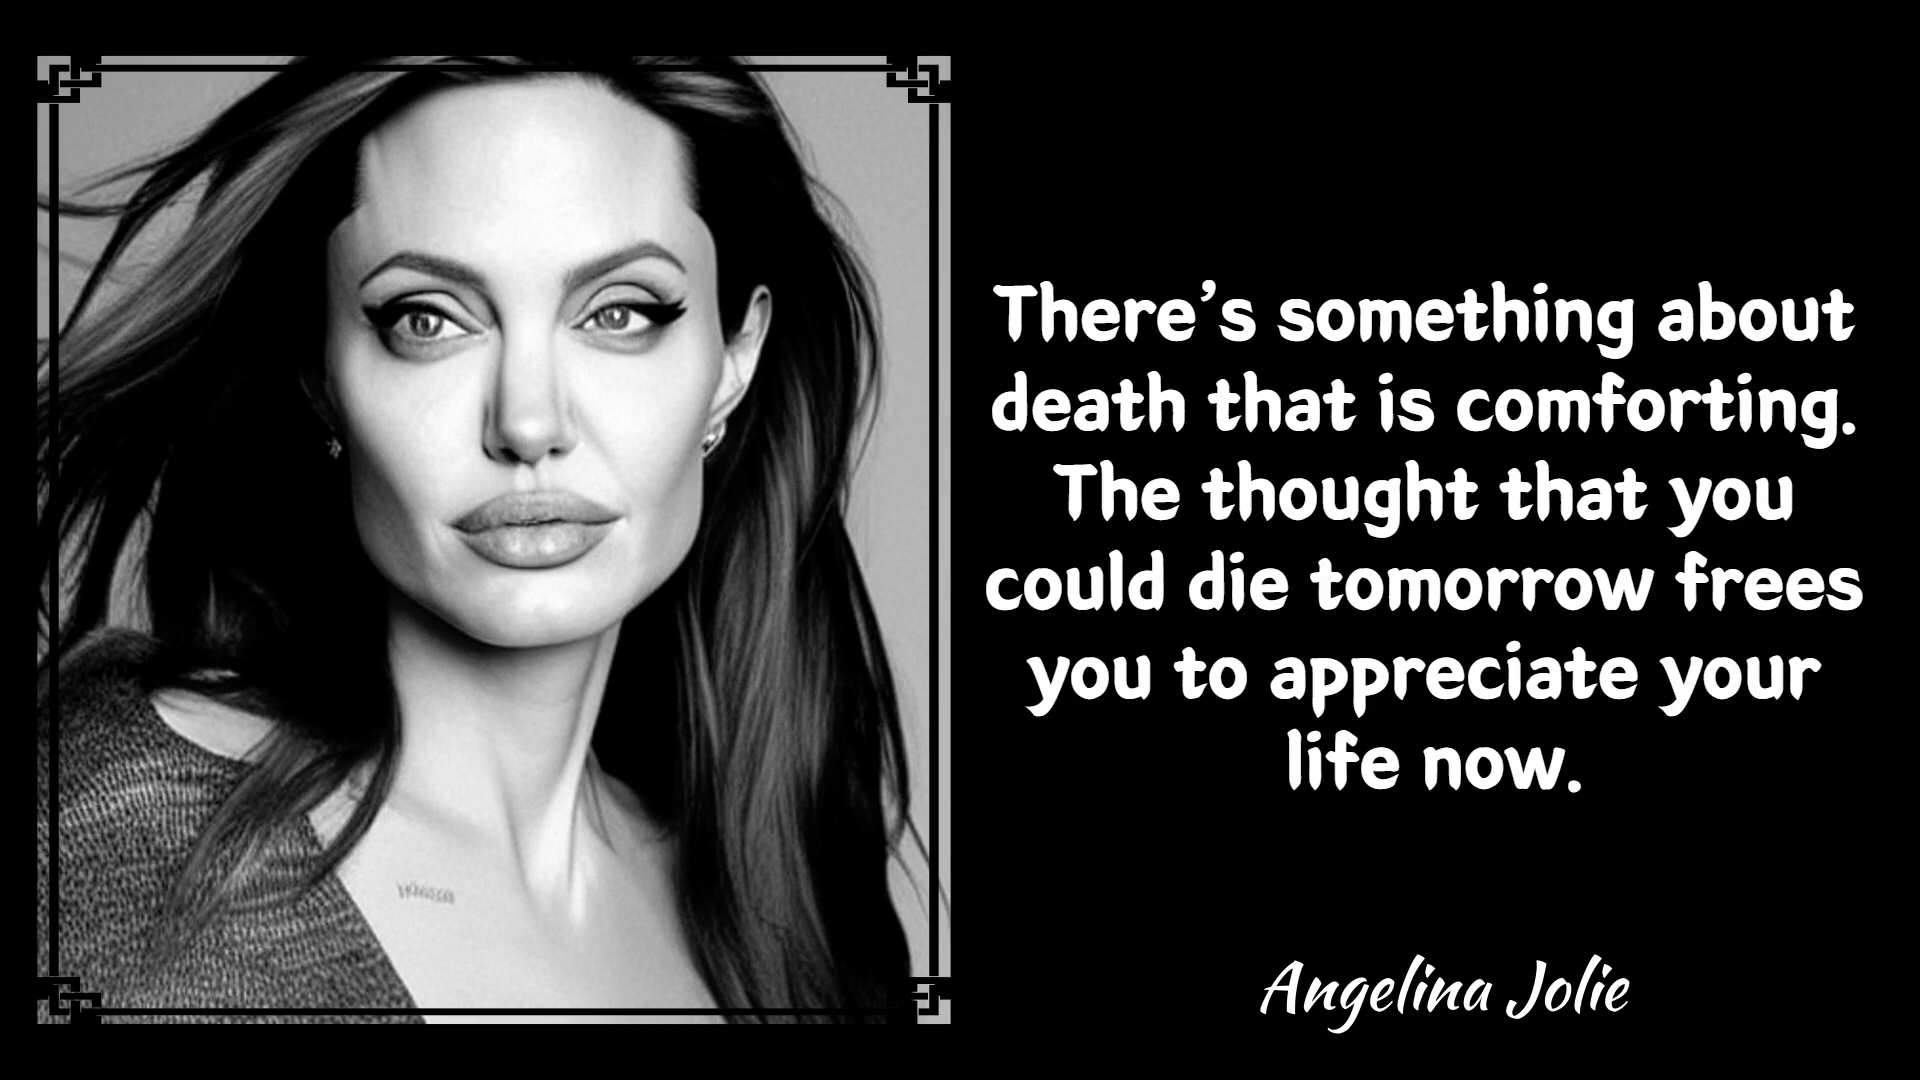 There’s something about
death that is comforting.
The thought that you
could die tomorrow frees
you to appreciate your
life now.
Angelina Jolie